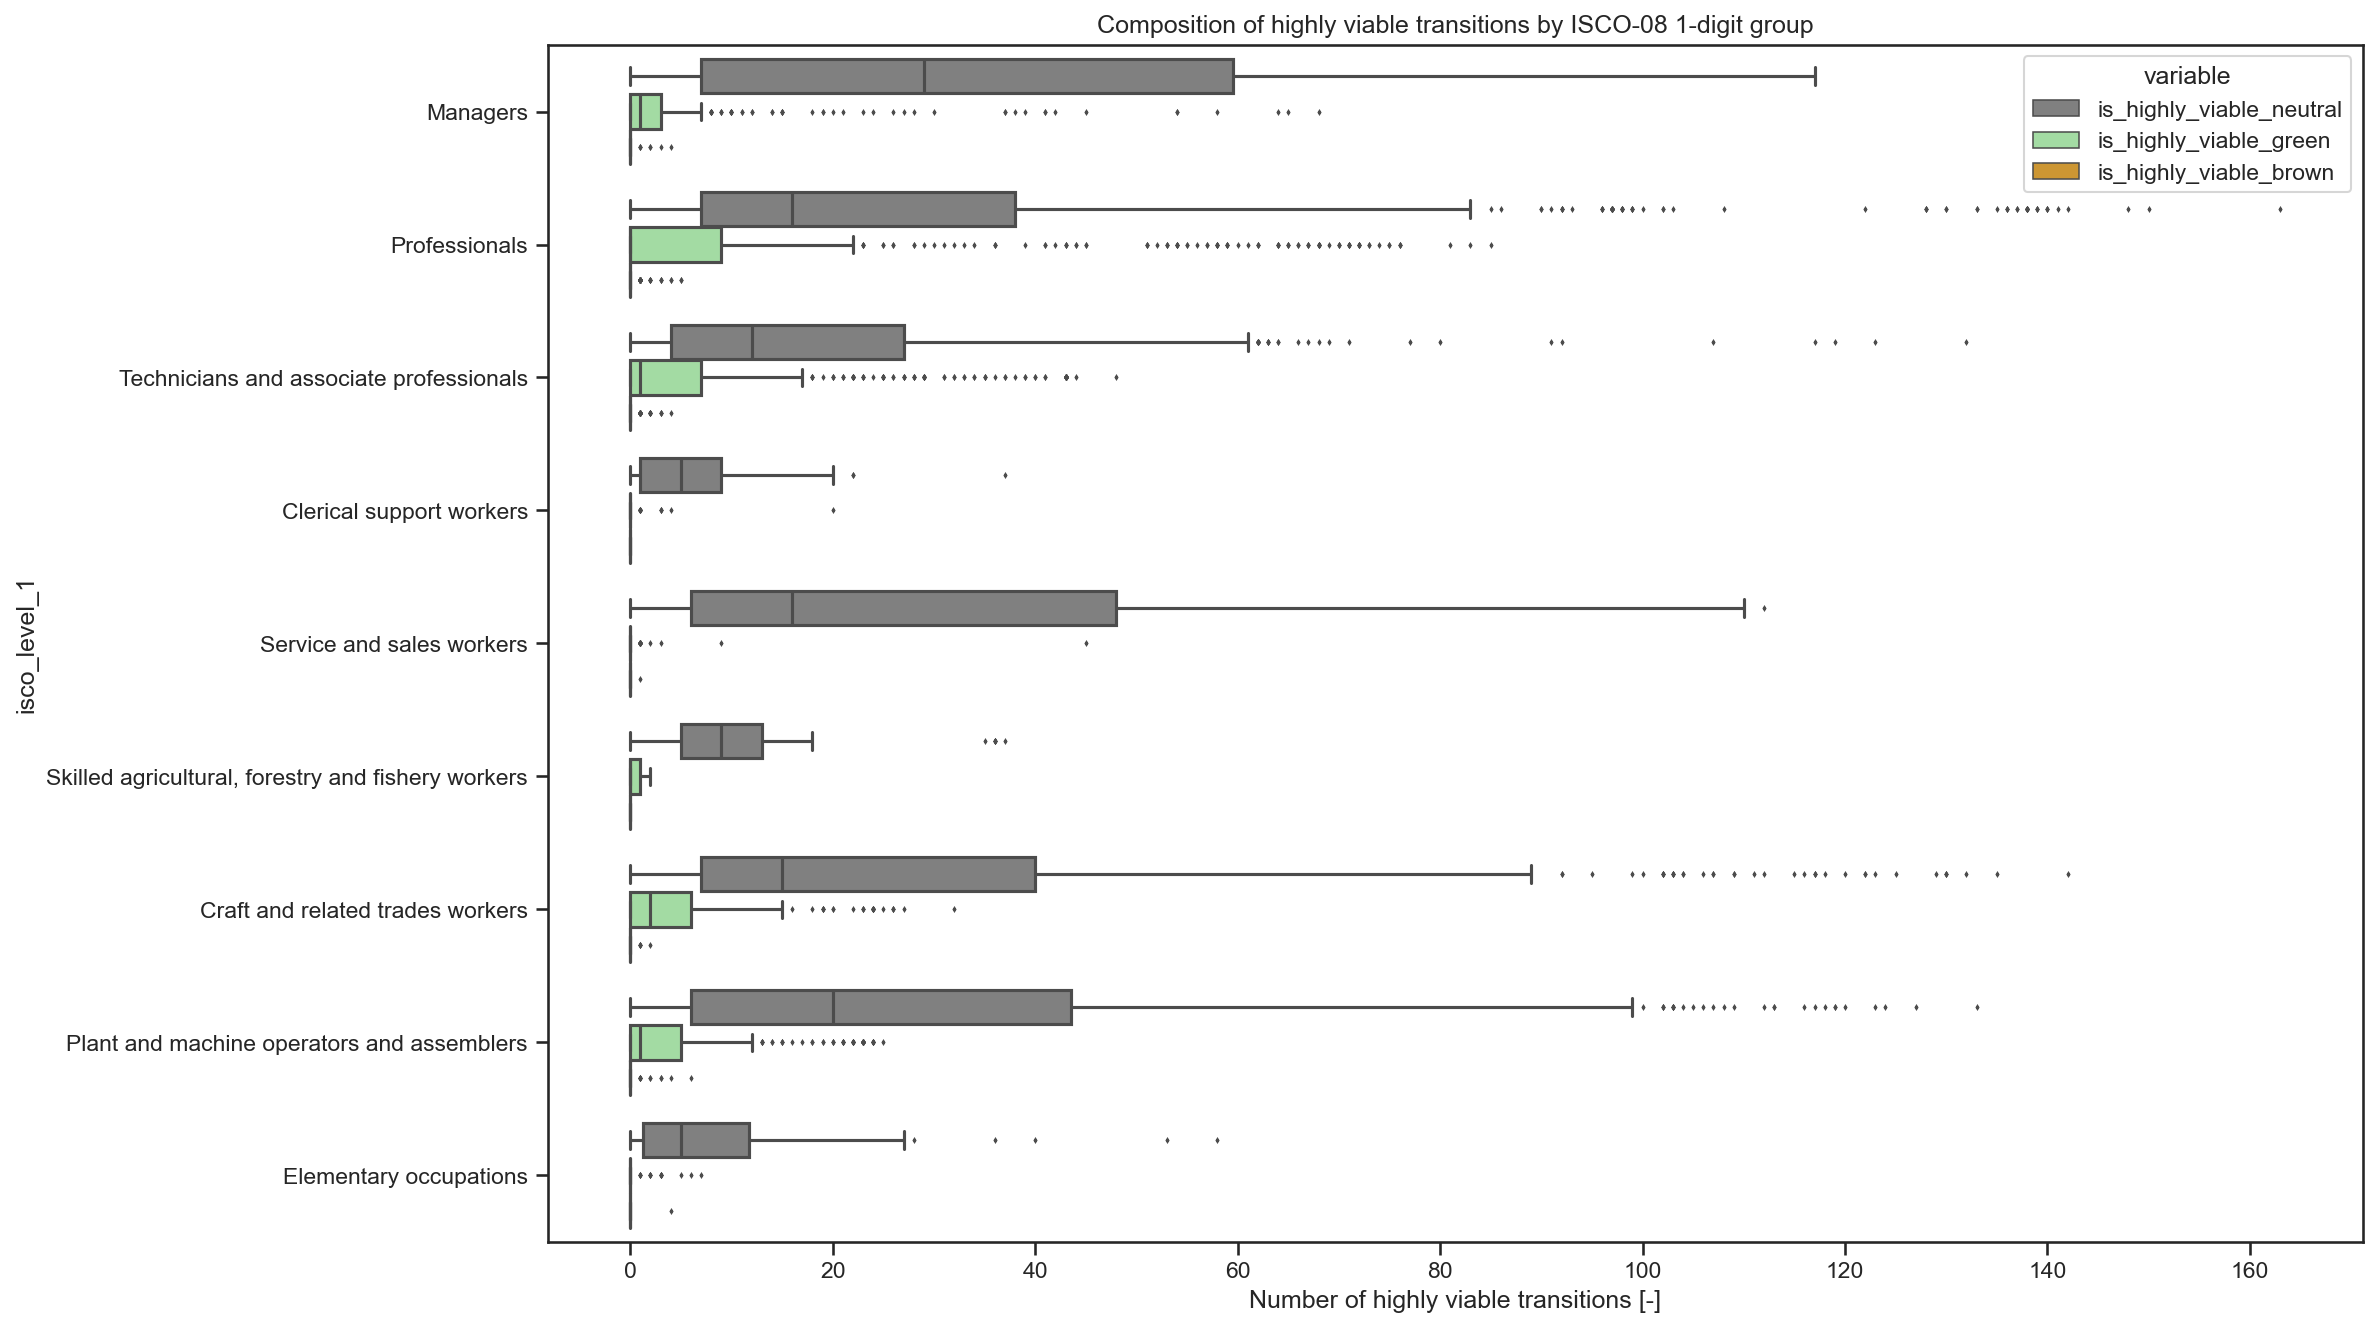 Composition of highly viable transitions by ISCO-08 1-digit group
variable
is_highly_viable_neutral
is_highly_viable_green
is_highly_viable_brown
isco_level_1
Managers
Professionals
Technicians and associate professionals
Clerical support workers
Service and sales workers
Skilled agricultural, forestry and fishery workers
Craft and related trades workers
Plant and machine operators and assemblers
Elementary occupations
0 20 40 60 80 100 120 140 160
Number of highly viable transitions [-]